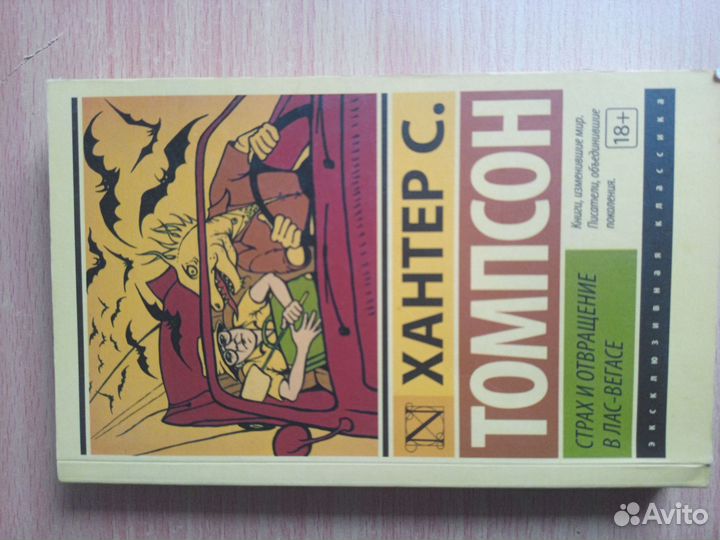 ХАНТЕР С.
ТОМПСОН
СТРАХ И ОТВРАЩЕНИЕ
В ЛАС-ВЕГАСЕ
Книги, изменившие мир.
Писатели, объединившие
поколения.
18+
эксклюзивная классика
Avito